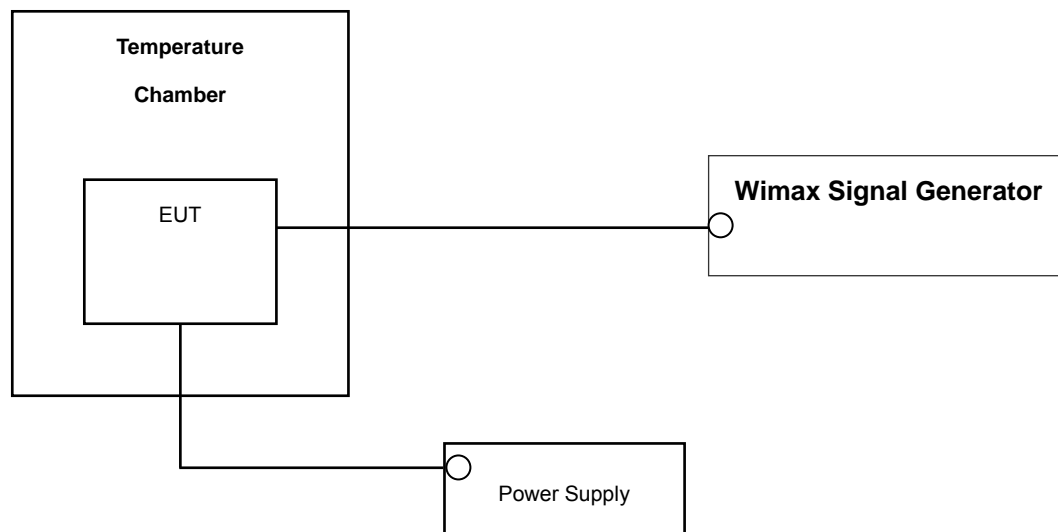 Temperature
Chamber
EUT
Wimax Signal Generator
Power Supply